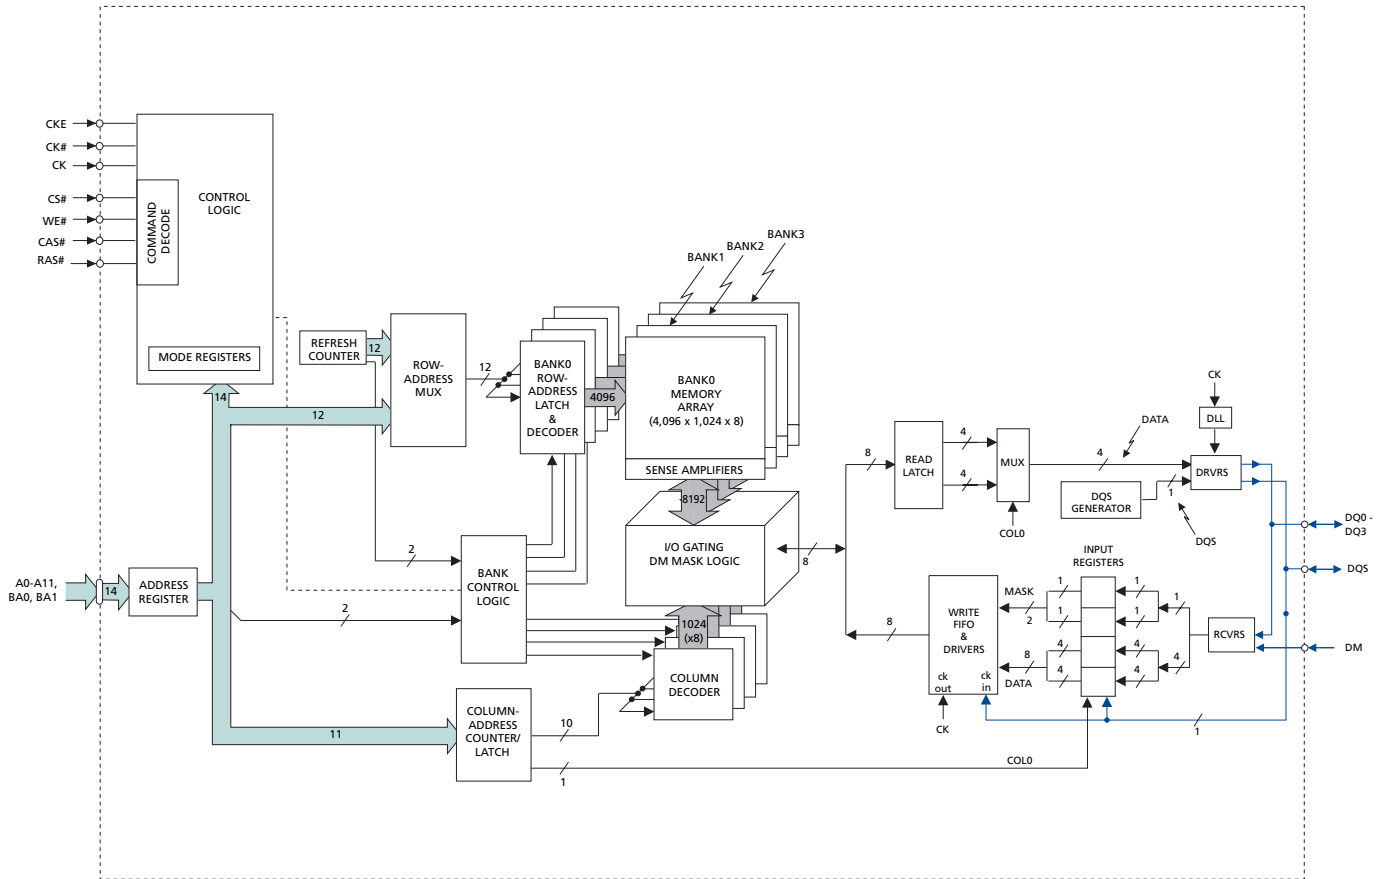 CKE
CK#
CK
CS#
WE#
CAS#
RAS#
COMMAND
DECODE
CONTROL
LOGIC
MODE REGISTERS
14
REFRESH
COUNTER
12
12
ROW-
ADDRESS
MUX
12
BANK0
ROW-
ADDRESS
LATCH
&
DECODER
4096
BANK1
BANK2
BANK3
BANK0
MEMORY
ARRAY
(4,096 x 1,024 x 8)
SENSE AMPLIFIERS
8192
I/O GATING
DM MASK LOGIC
8
1024
(x8)
COLUMN
DECODER
2
BANK
CONTROL
LOGIC
2
A0-A11,
BA0, BA1
14
ADDRESS
REGISTER
11
COLUMN-
ADDRESS
COUNTER/
LATCH
10
1
COL0
8
READ
LATCH
4
4
MUX
COL0
4
DATA
DQS
GENERATOR
1
DQS
CK
DLL
DRVRS
DQ0 -
DQ3
DQS
DM
RCVRS
INPUT
REGISTERS
1
1
1
1
1
4
4
4
4
4
MASK
2
8
DATA
WRITE
FIFO
&
DRIVERS
ck
out
ck
in
CK
8
1